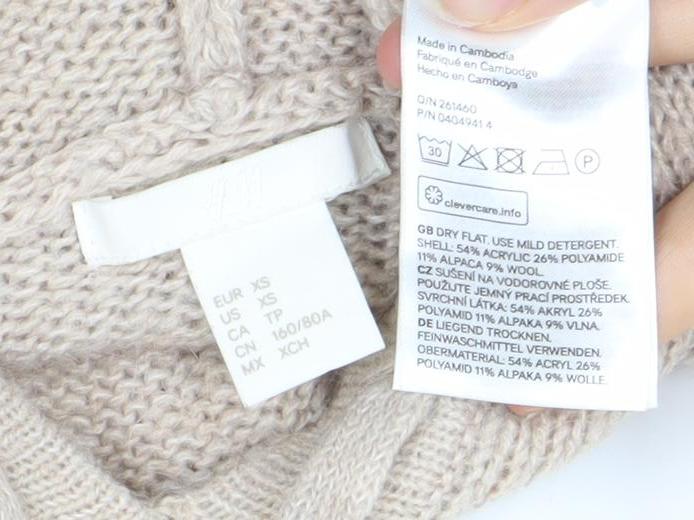 H&M
EUR XS
US XS
CA TP
CN 160/80A
MX XCH
Made in Cambodia
Fabriqué en Cambodge
Hecho en Camboya
O/N 261460
P/N 0404941 4
30
P
clevercare.info
GB DRY FLAT. USE MILD DETERGENT.
SHELL: 54% ACRYLIC 26% POLYAMIDE
11% ALPACA 9% WOOL.
CZ SUŠENÍ NA VODOROVNÉ PLOŠE.
POUŽIJTE JEMNÝ PRACÍ PROSTŘEDEK.
SVRCHNÍ LÁTKA: 54% AKRYL 26%
POLYAMID 11% ALPAKA 9% VLNA.
DE LIEGEND TROCKNEN.
FEINWASCHMITTEL VERWENDEN.
OBERMATERIAL: 54% ACRYL 26%
POLYAMID 11% ALPAKA 9% WOLLE.